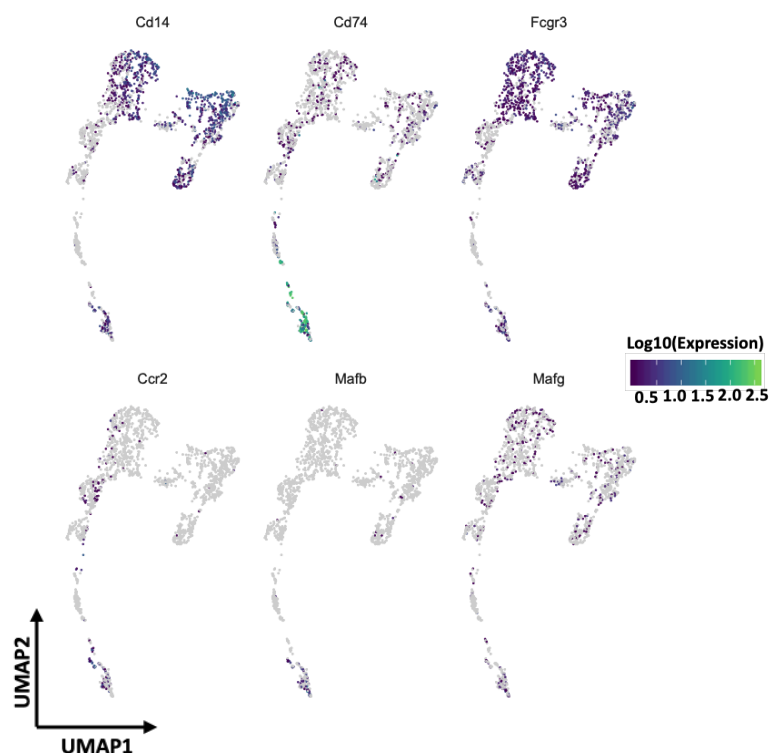 Cd14
Cd74
Fcgr3
Log10(Expression)
0.5 1.0 1.5 2.0 2.5
Ccr2
Mafb
Mafg
UMAP2
UMAP1